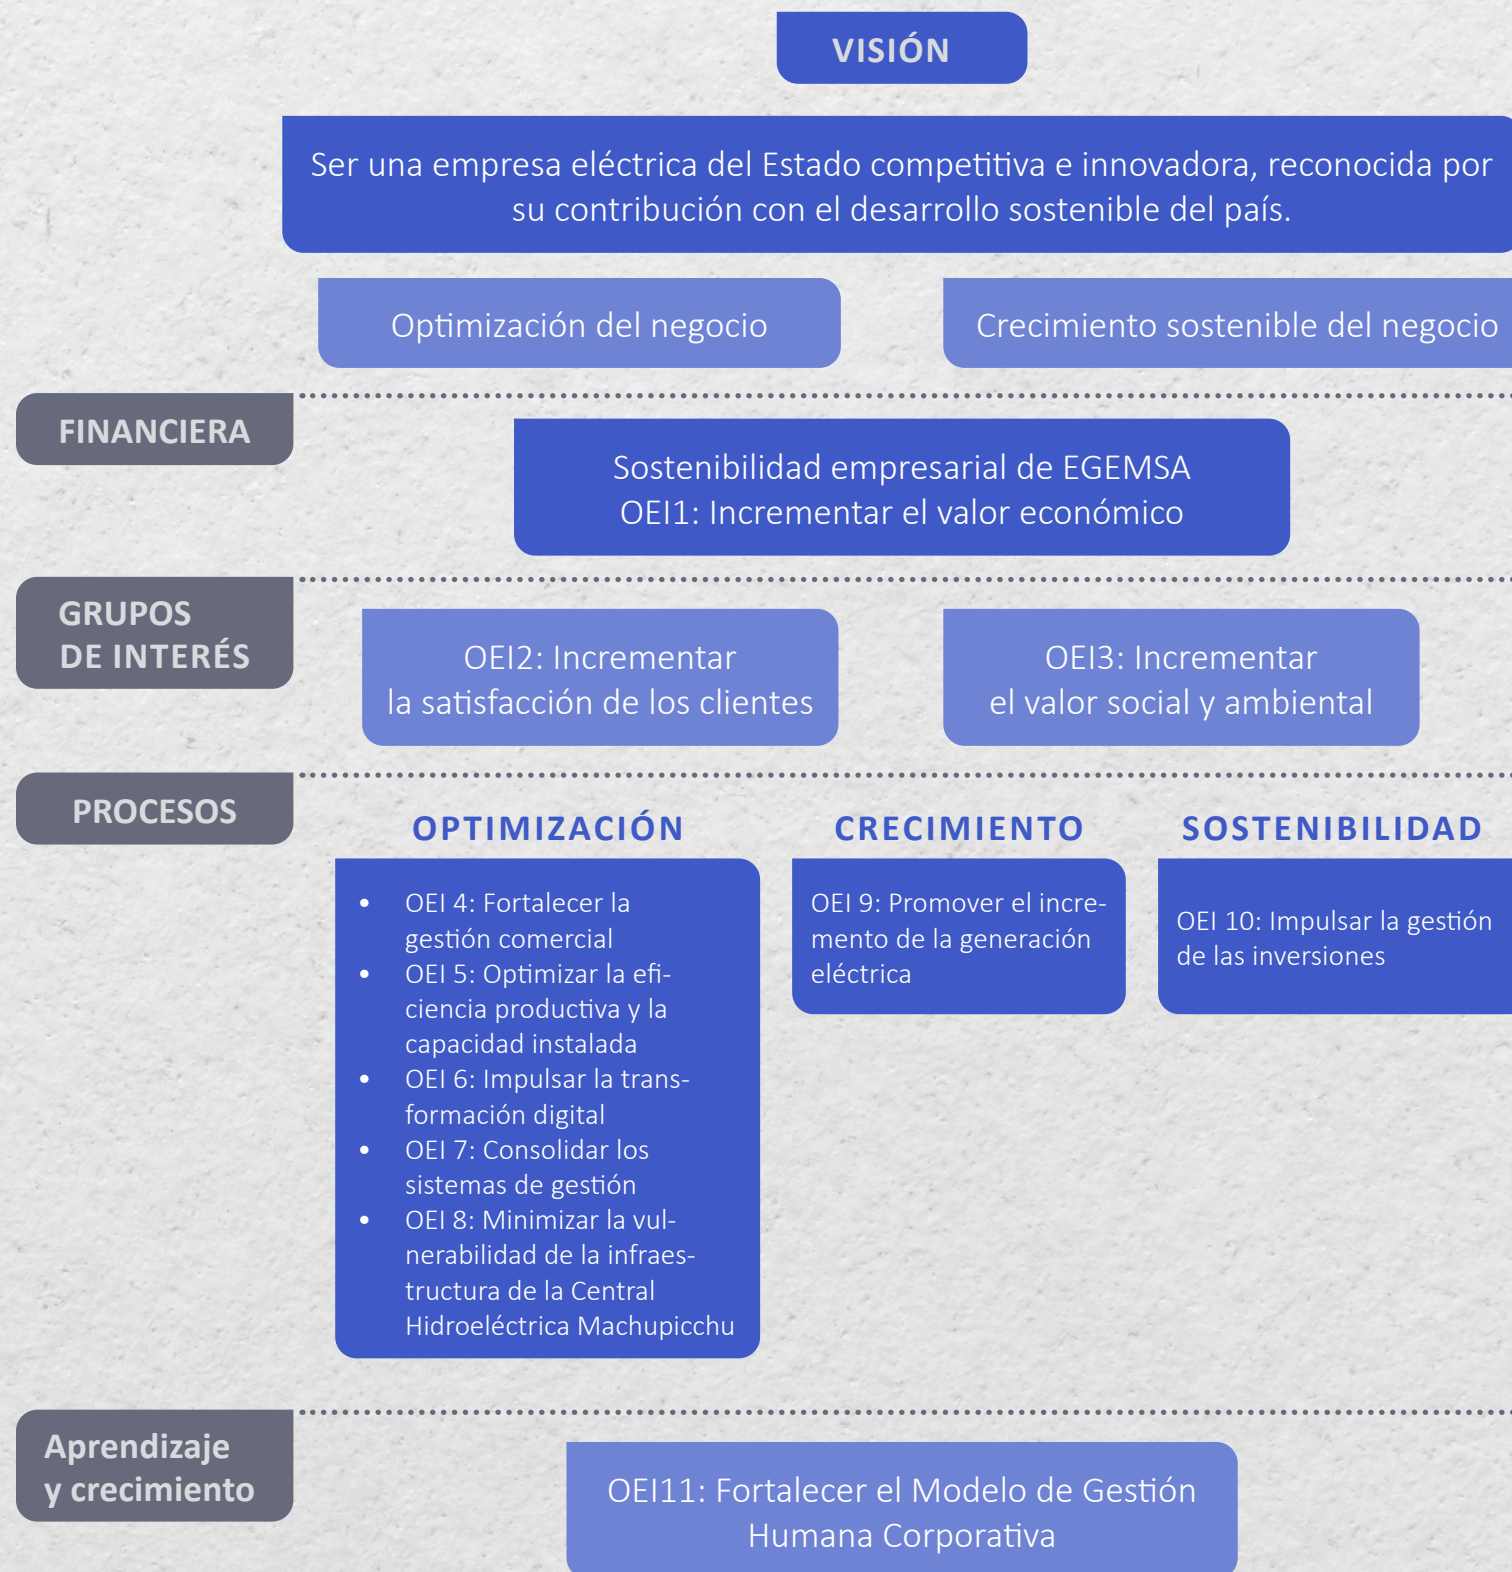 VISIÓN
Ser una empresa eléctrica del Estado competitiva e innovadora, reconocida por
su contribución con el desarrollo sostenible del país.
Optimización del negocio
Crecimiento sostenible del negocio
FINANCIERA
Sostenibilidad empresarial de EGEMSA
OEI1: Incrementar el valor económico
GRUPOS
DE INTERÉS
OEI2: Incrementar
la satisfacción de los clientes
OEI3: Incrementar
el valor social y ambiental
PROCESOS
OPTIMIZACIÓN
• OEI 4: Fortalecer la
gestión comercial
• OEI 5: Optimizar la efi-
ciencia productiva y la
capacidad instalada
• OEI 6: Impulsar la trans-
formación digital
• OEI 7: Consolidar los
sistemas de gestión
• OEI 8: Minimizar la vul-
nerabilidad de la infraes-
tructura de la Central
Hidroeléctrica Machupicchu
CRECIMIENTO
OEI 9: Promover el incre-
mento de la generación
eléctrica
SOSTENIBILIDAD
OEI 10: Impulsar la gestión
de las inversiones
Aprendizaje
y crecimiento
OEI11: Fortalecer el Modelo de Gestión
Humana Corporativa